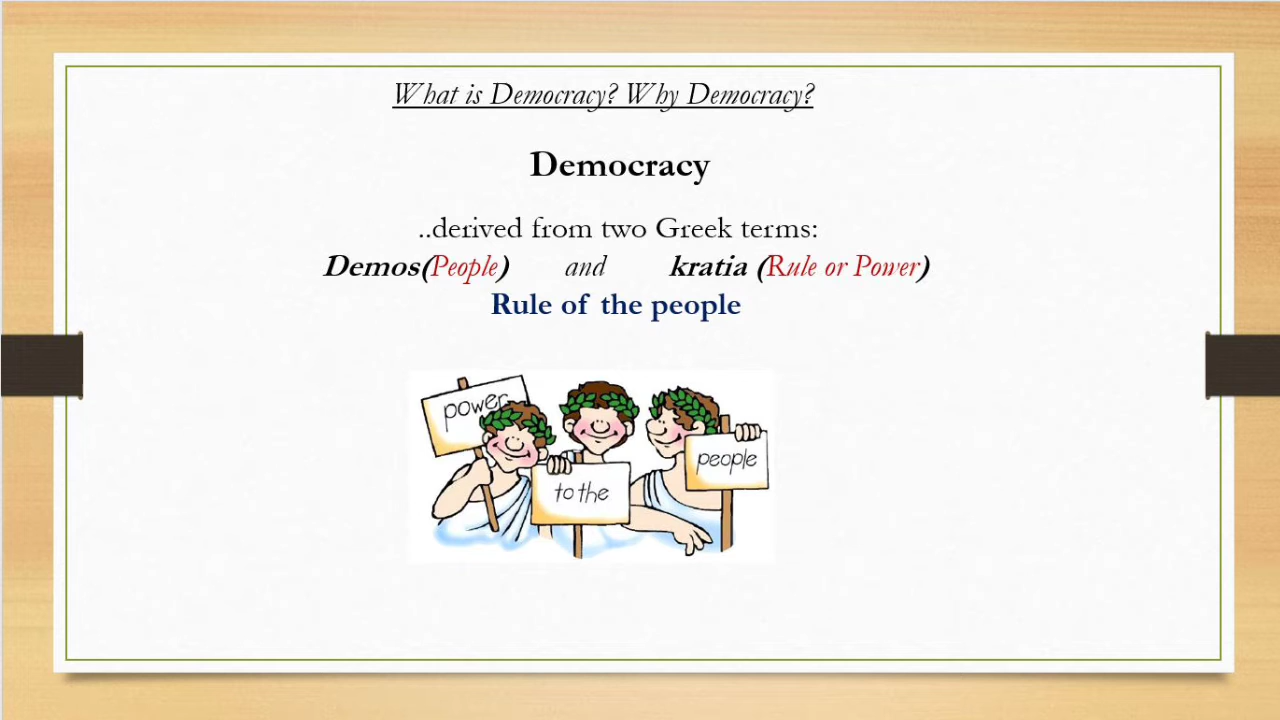 What is Democracy? Why Democracy?
Democracy
..derived from two Greek terms:
Demos(People) and kratia (Rule or Power)
Rule of the people
power
to the
people